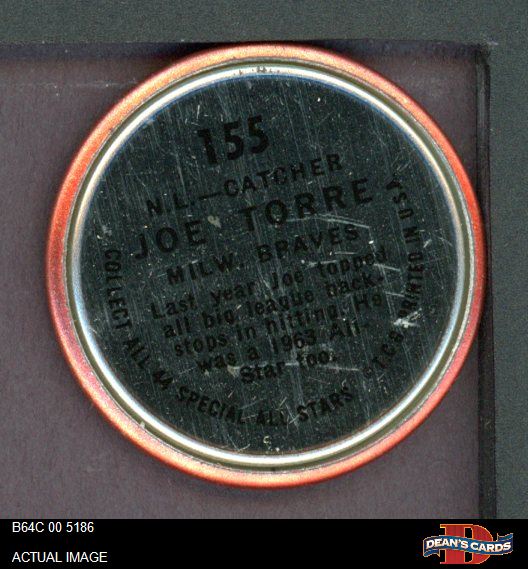 155
N.L.—CATCHER
JOE TORRE
MILW. BRAVES
Last year Joe topped
all big league back-
stops in hitting. He
was a 1963 All-
Star too.
COLLECT ALL 44 SPECIAL ALL STARS ©T.C.G. PRINTED IN USA
B64C 00 5186
ACTUAL IMAGE
DEAN'S CARDS